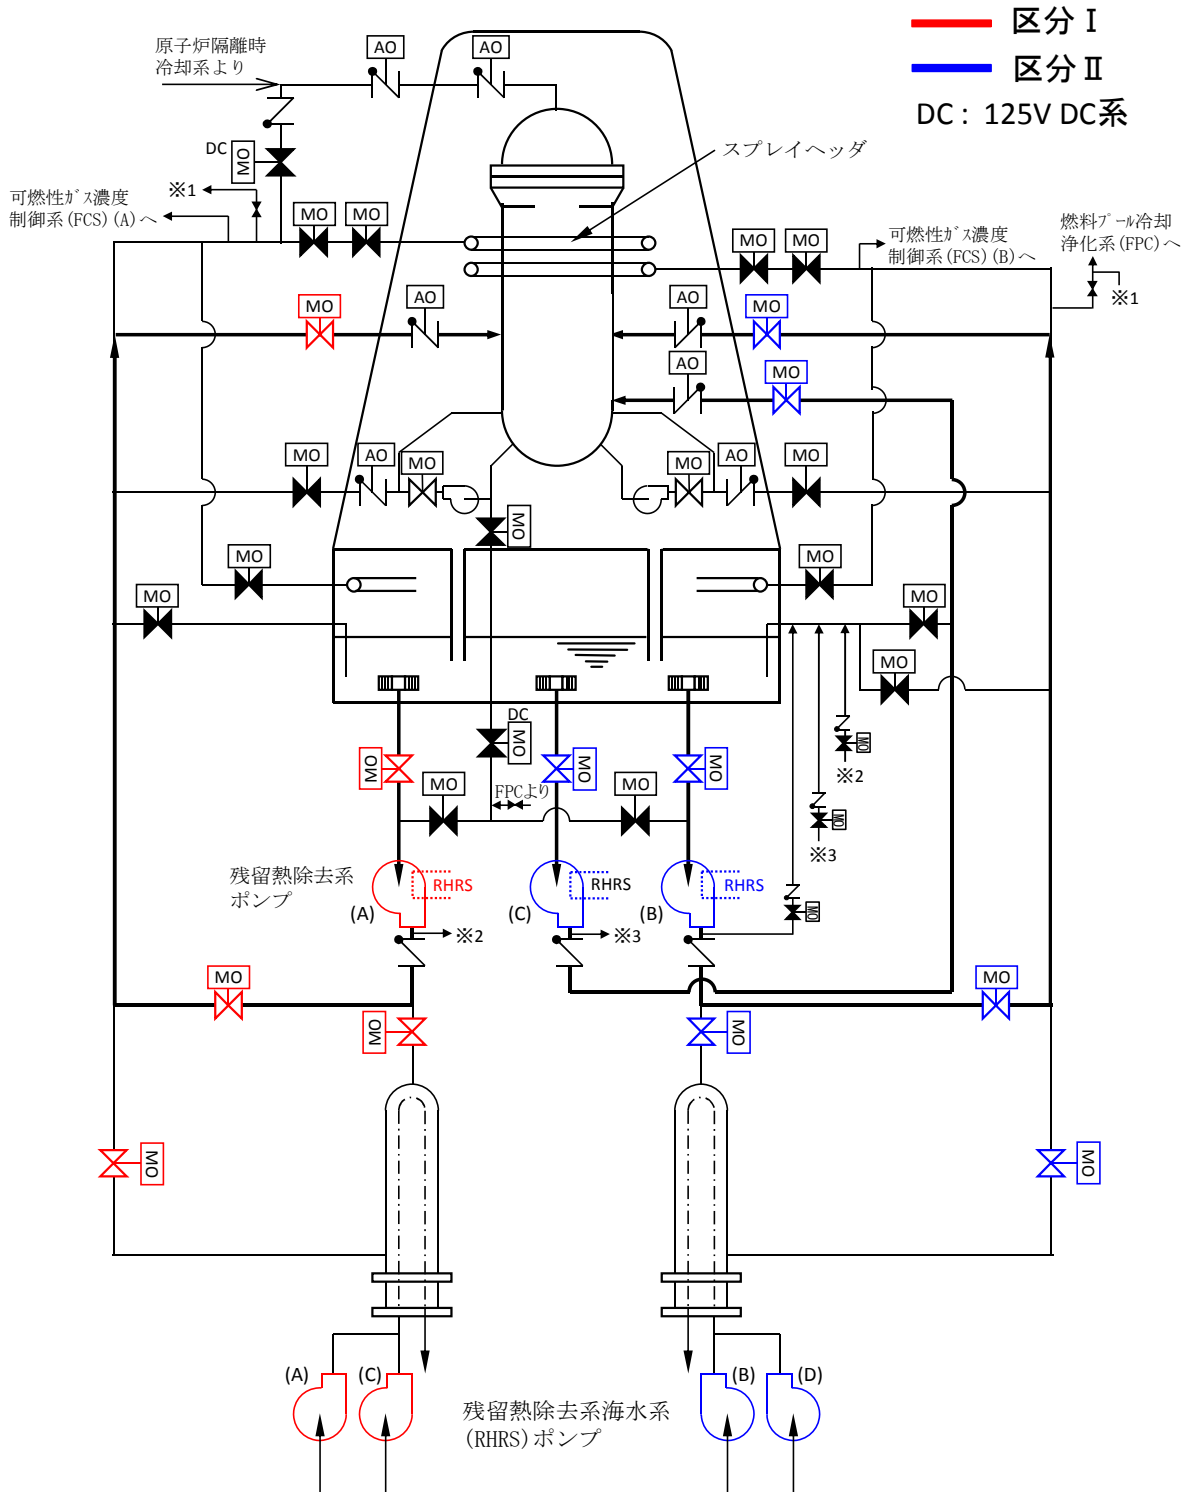 区分Ⅰ
区分Ⅱ
DC： 125V DC系
原子炉隔離時
冷却系より
AO
AO
DC
MO
スプレイヘッダ
可燃性ｶﾞｽ濃度
制御系(FCS)(A)へ
※1
MO
MO
MO
MO
可燃性ｶﾞｽ濃度
制御系(FCS)(B)へ
燃料ﾌﾟｰﾙ冷却
浄化系(FPC)へ
※1
MO
AO
AO
MO
AO
MO
MO
AO
MO
MO
AO
MO
MO
MO
MO
MO
MO
MO
DC
MO
MO
MO
MO
MO
※2
MO
FPCより
MO
MO
※3
残留熱除去系
ポンプ
RHRS
RHRS
RHRS
(A)
(C)
(B)
MO
※2
※3
MO
MO
MO
MO
MO
MO
(A)
(C)
(B)
(D)
残留熱除去系海水系
(RHRS)ポンプ